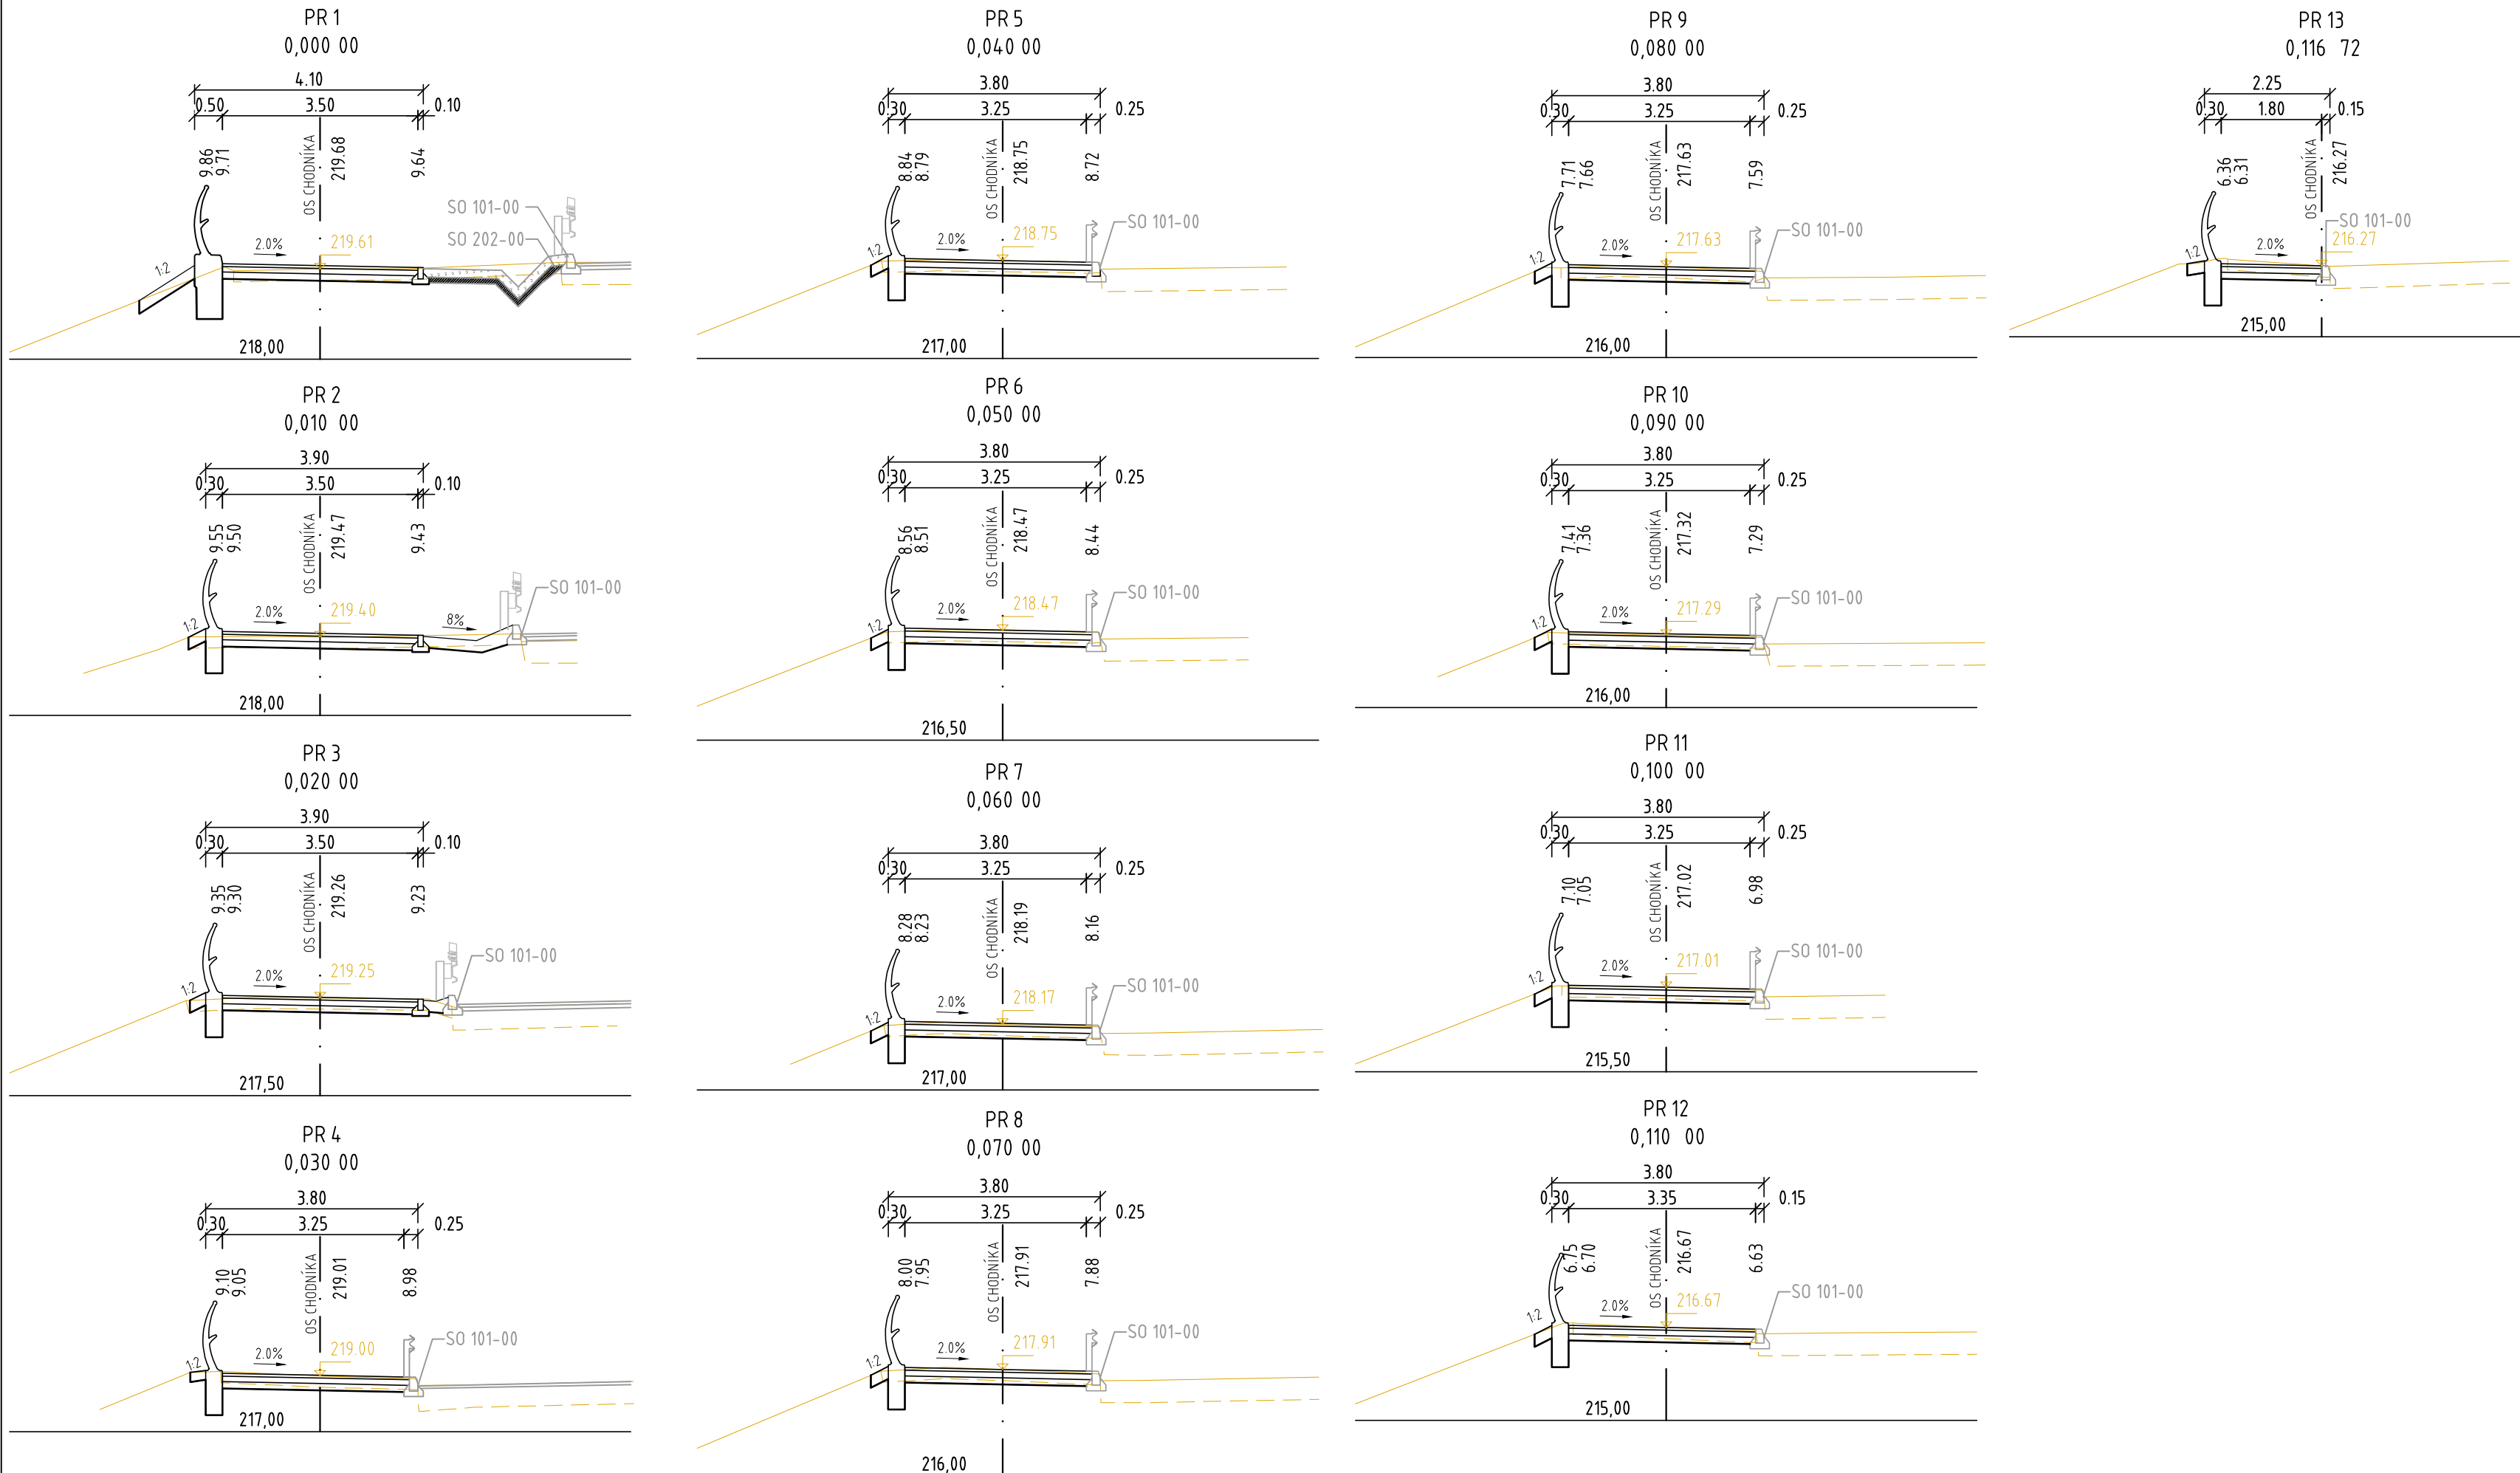 PR 1
0,000 00
4.10
0.50 3.50 0.10
9.86
9.71
OS CHODNÍKA
219.68
9.64
SO 101-00
SO 202-00
1:2
2.0%
219.61
218,00
PR 2
0,010 00
3.90
0.30 3.50 0.10
9.55
9.50
OS CHODNÍKA
219.47
9.43
SO 101-00
1:2
2.0%
219.40
8%
218,00
PR 3
0,020 00
3.90
0.30 3.50 0.10
9.35
9.30
OS CHODNÍKA
219.26
9.23
SO 101-00
1:2
2.0%
219.25
217,50
PR 4
0,030 00
3.80
0.30 3.25 0.25
9.10
9.05
OS CHODNÍKA
219.01
8.98
SO 101-00
1:2
2.0%
219.00
217,00
PR 5
0,040 00
3.80
0.30 3.25 0.25
8.84
8.79
OS CHODNÍKA
218.75
8.72
SO 101-00
1:2
2.0%
218.75
217,00
PR 6
0,050 00
3.80
0.30 3.25 0.25
8.56
8.51
OS CHODNÍKA
218.47
8.44
SO 101-00
1:2
2.0%
218.47
216,50
PR 7
0,060 00
3.80
0.30 3.25 0.25
8.28
8.23
OS CHODNÍKA
218.19
8.16
SO 101-00
1:2
2.0%
218.17
217,00
PR 8
0,070 00
3.80
0.30 3.25 0.25
8.00
7.95
OS CHODNÍKA
217.91
7.88
SO 101-00
1:2
2.0%
217.91
216,00
PR 9
0,080 00
3.80
0.30 3.25 0.25
7.71
7.66
OS CHODNÍKA
217.63
7.59
SO 101-00
1:2
2.0%
217.63
216,00
PR 10
0,090 00
3.80
0.30 3.25 0.25
7.41
7.36
OS CHODNÍKA
217.32
7.29
SO 101-00
1:2
2.0%
217.29
216,00
PR 11
0,100 00
3.80
0.30 3.25 0.25
7.10
7.05
OS CHODNÍKA
217.02
6.98
SO 101-00
1:2
2.0%
217.01
215,50
PR 12
0,110 00
3.80
0.30 3.35 0.15
6.75
6.70
OS CHODNÍKA
216.67
6.63
SO 101-00
1:2
2.0%
216.67
215,00
PR 13
0,116 72
2.25
0.30 1.80 0.15
6.36
6.31
OS CHODNÍKA
216.27
SO 101-00
1:2
2.0%
216.27
215,00